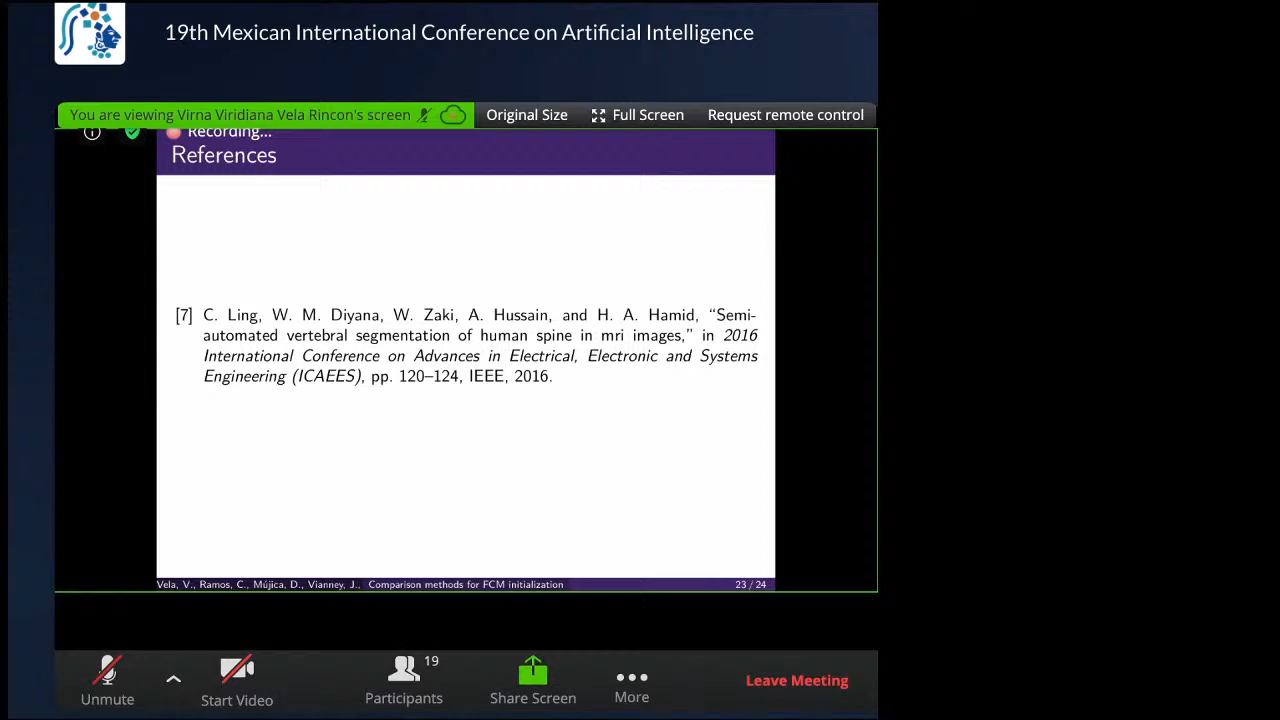 19th Mexican International Conference on Artificial Intelligence
You are viewing Virna Viridiana Vela Rincon's screen
Original Size
Full Screen
Request remote control
Recording...
References
[7] C. Ling, W. M. Diyana, W. Zaki, A. Hussain, and H. A. Hamid, “Semi-
automated vertebral segmentation of human spine in mri images,” in 2016
International Conference on Advances in Electrical, Electronic and Systems
Engineering (ICAEES), pp. 120–124, IEEE, 2016.
Vela, V., Ramos, C., Mújica, D., Vianney, J., Comparison methods for FCM initialization
23 / 24
19
Unmute
Start Video
Participants
Share Screen
More
Leave Meeting